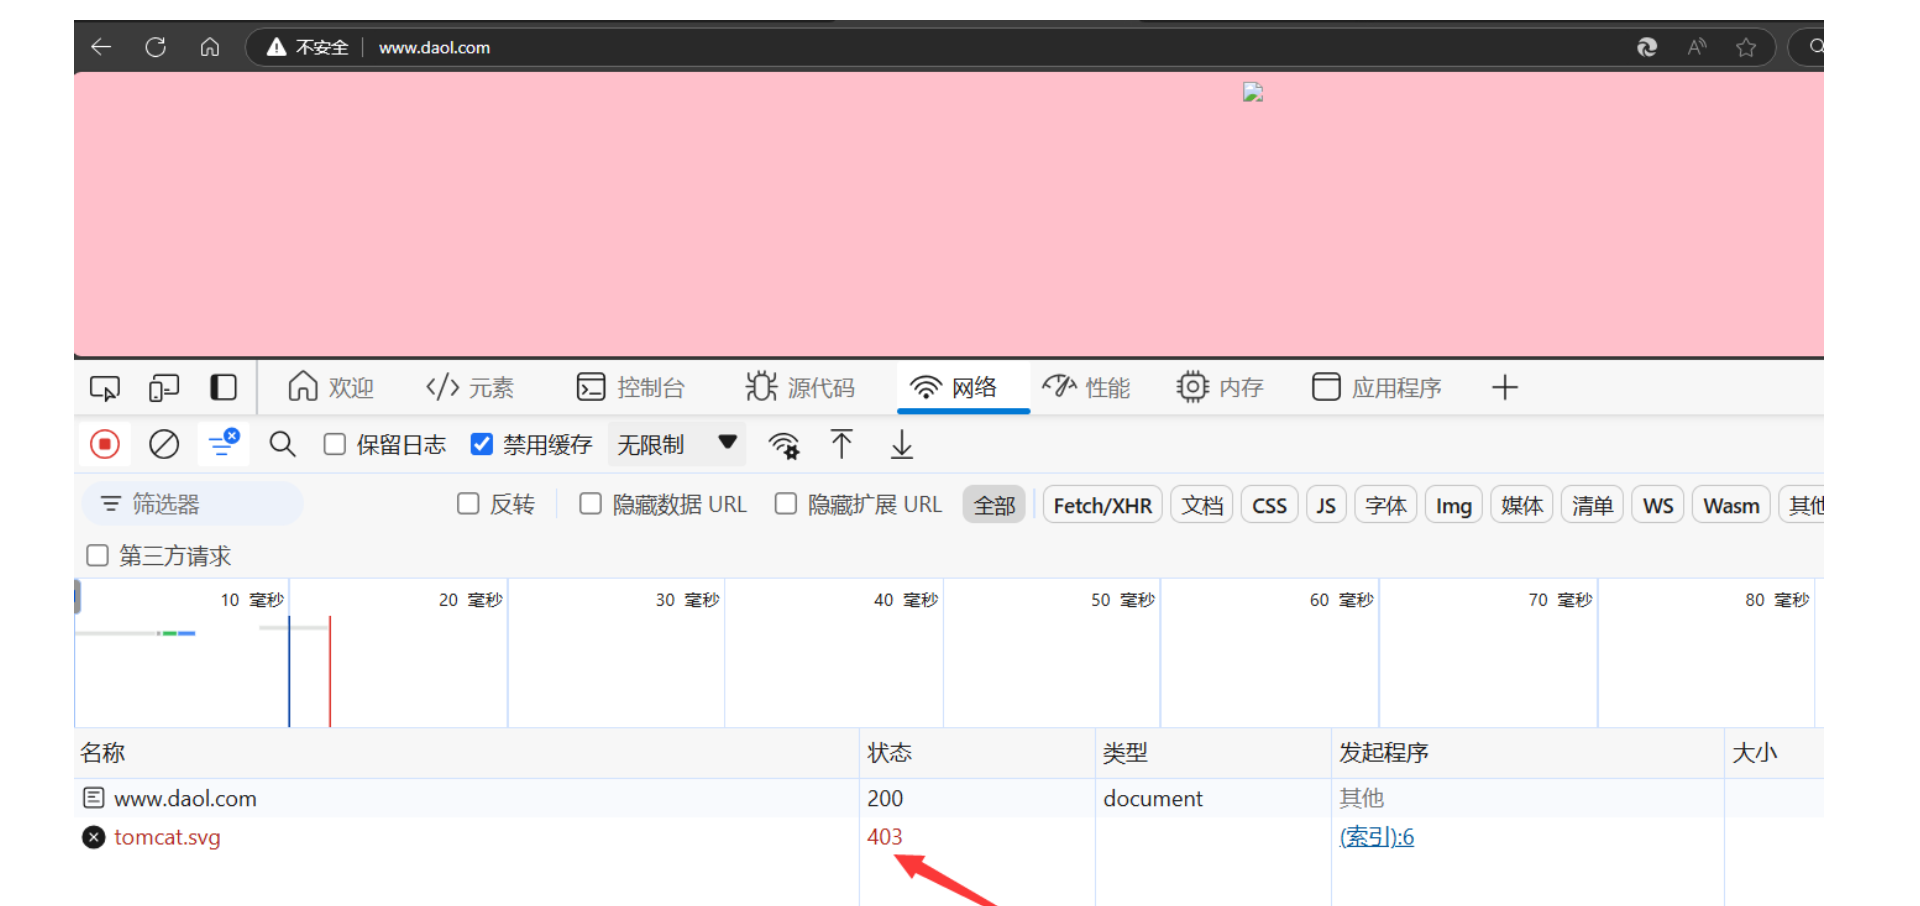 不安全 www.daol.com
欢迎 元素 控制台 源代码 网络 性能 内存 应用程序
保留日志 禁用缓存 无限制
筛选器 反转 隐藏数据 URL 隐藏扩展 URL 全部 Fetch/XHR 文档 CSS JS 字体 Img 媒体 清单 WS Wasm 其他
第三方请求
10 毫秒 20 毫秒 30 毫秒 40 毫秒 50 毫秒 60 毫秒 70 毫秒 80 毫秒
名称 状态 类型 发起程序 大小
www.daol.com 200 document 其他
tomcat.svg 403 (索引):6